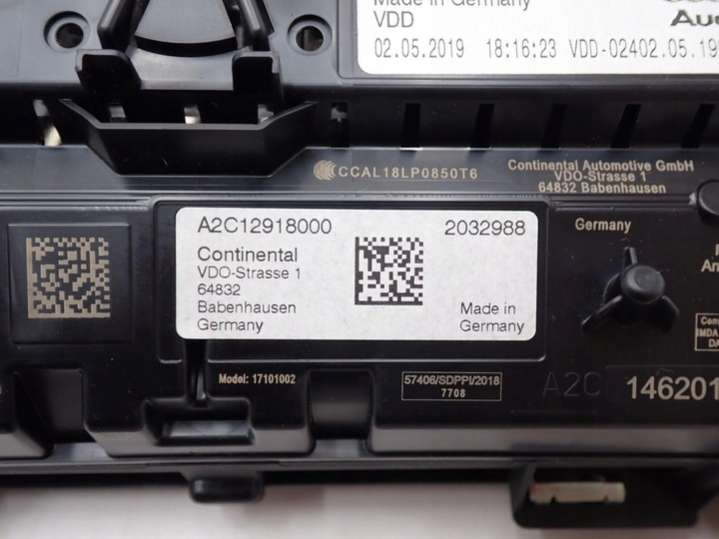 Made in Germany
VDD
02.05.2019 18:16:23 VDD-02402.05.19
CCAL18LP0850T6
Continental Automotive GmbH
VDO-Strasse 1
64832 Babenhausen
A2C12918000 2032988
Continental
VDO-Strasse 1
64832
Babenhausen
Germany
Made in
Germany
Germany
Model: 17101002
57406/SDPPI/2018
7708
A2C 146201